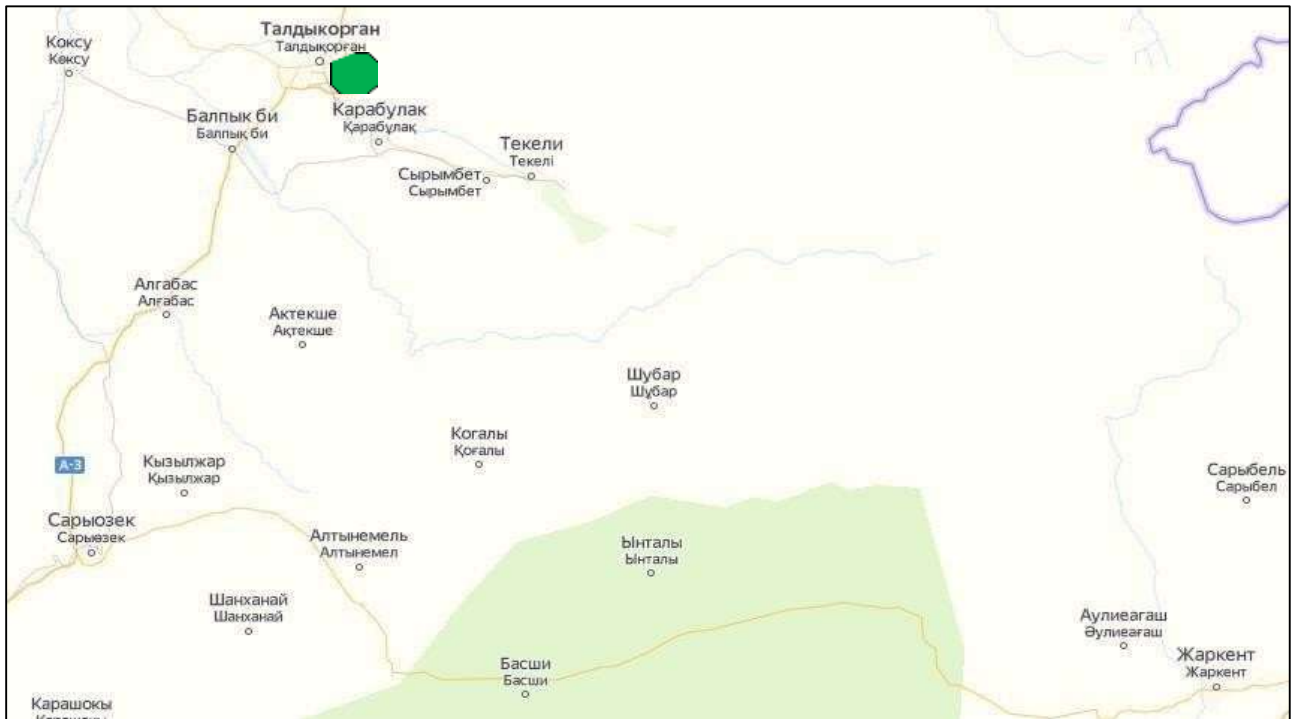 Талдыкорган
Талдықорған
Коксу
Көксу
Балпық би
Балпық би
Карабулак
Қарабұлақ
Текели
Текелі
Сырымбет
Сырымбет
Алгабас
Алғабас
Актекше
Ақтекше
Шубар
Шұбар
Когалы
Қоғалы
А-3
Кызылжар
Қызылжар
Сарыбель
Сарыбел
Сарыозек
Сарыөзек
Алтынемель
Алтынемел
Ынталы
Ынталы
Шанханай
Шанханай
Аулиеагаш
Әулиеағаш
Жаркент
Жаркент
Басши
Басши
Карашокы